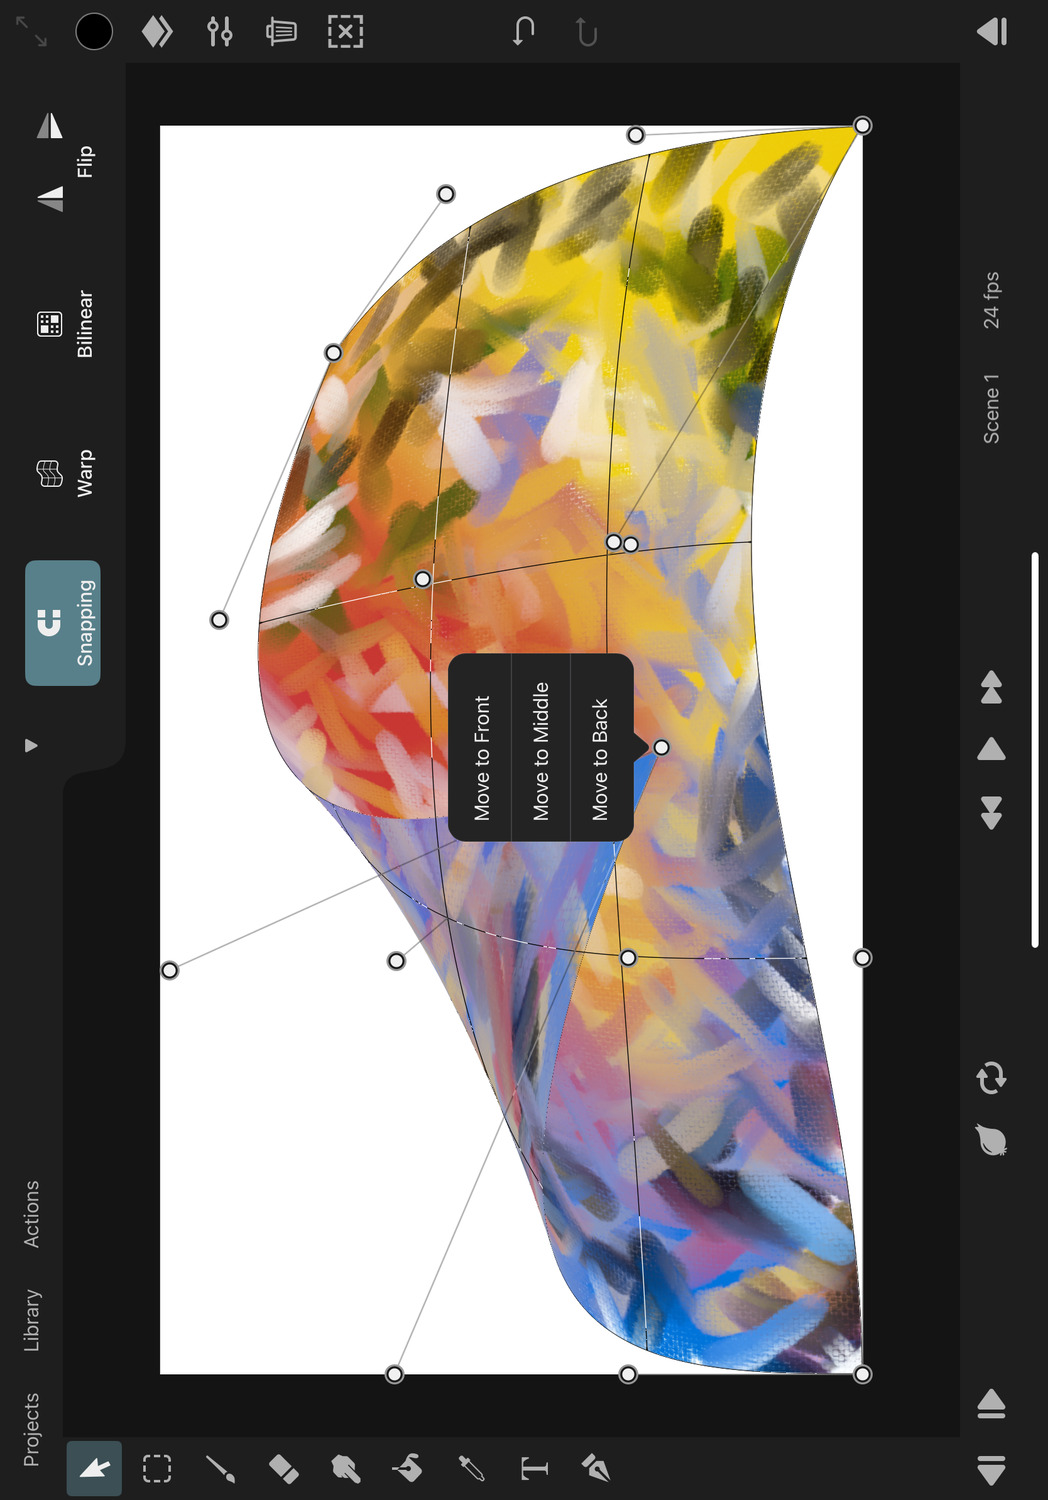 Projects
Library
Actions
Snapping
Warp
Bilinear
Flip
T
Move to Front
Move to Middle
Move to Back
Scene 1
24 fps